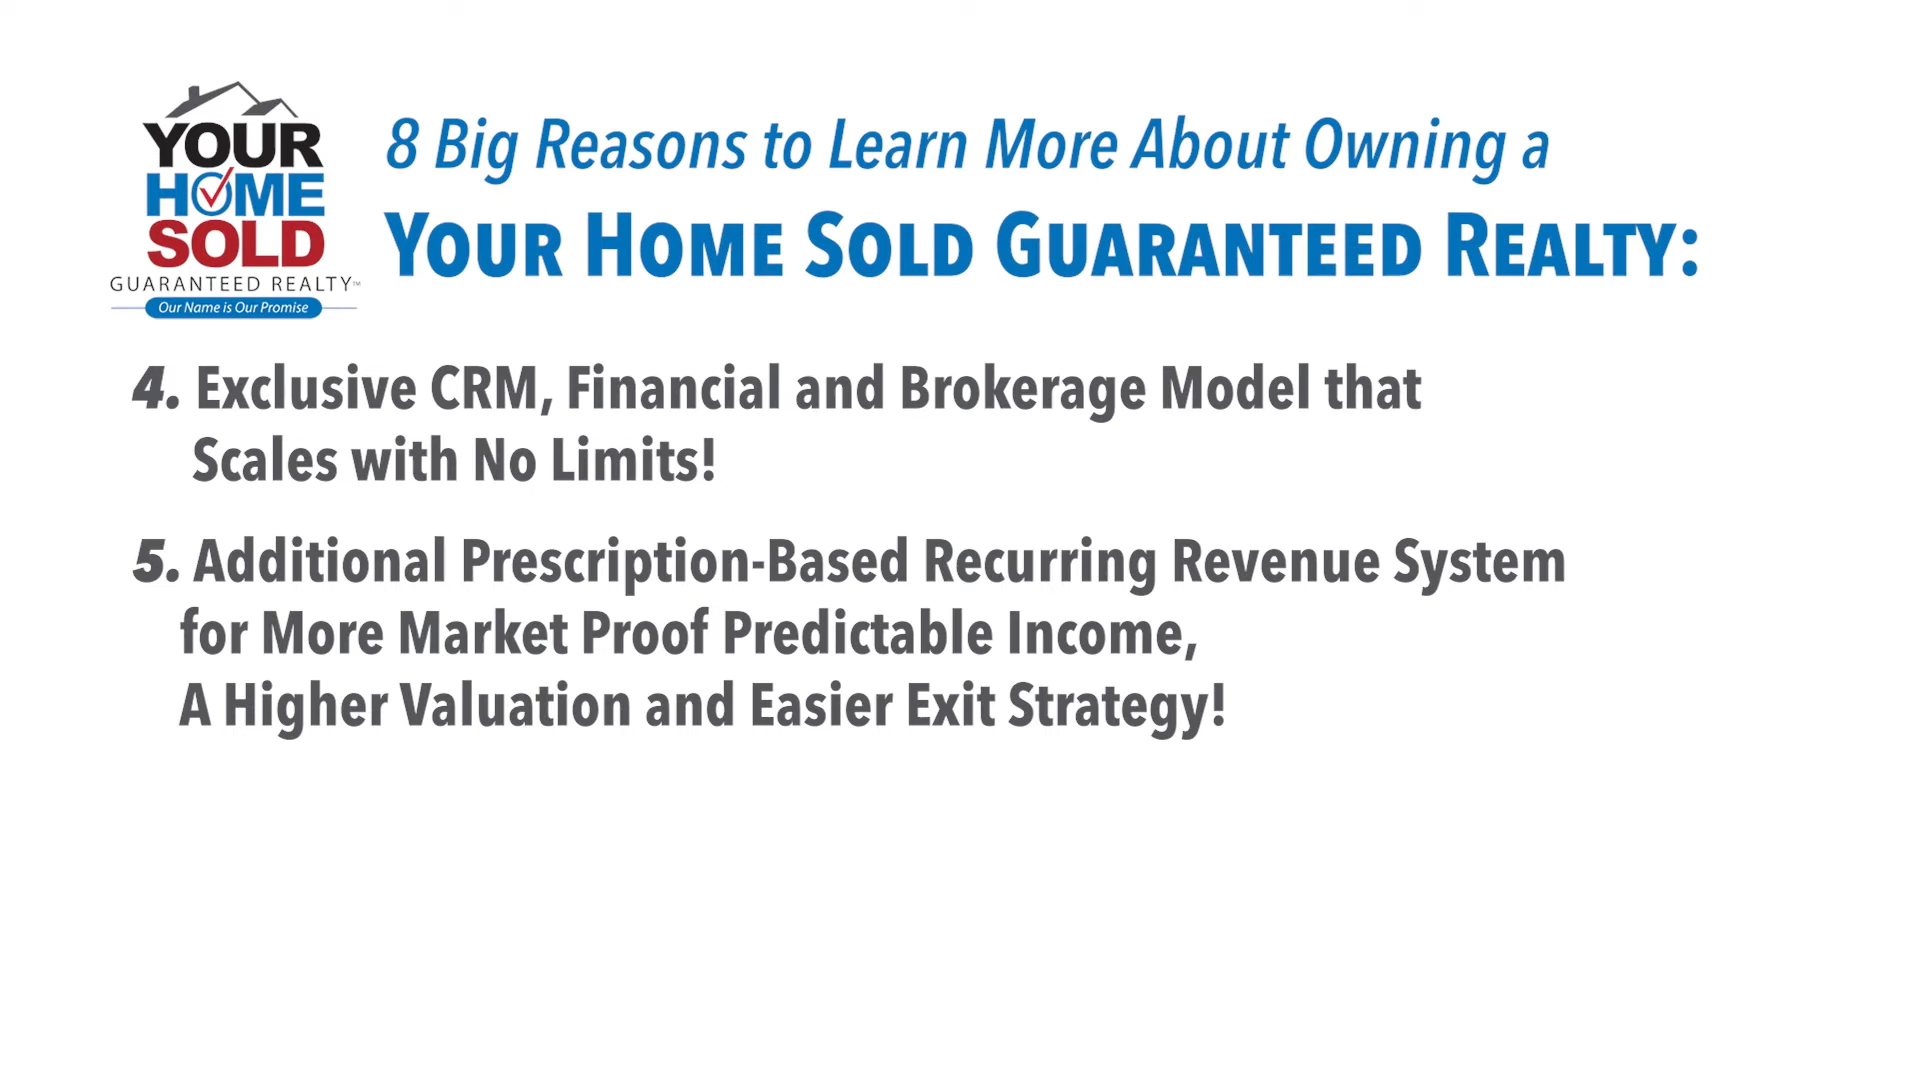 YOUR
HOME
SOLD
GUARANTEED REALTY™
Our Name is Our Promise
8 Big Reasons to Learn More About Owning a
YOUR HOME SOLD GUARANTEED REALTY:
4. Exclusive CRM, Financial and Brokerage Model that
Scales with No Limits!
5. Additional Prescription-Based Recurring Revenue System
for More Market Proof Predictable Income,
A Higher Valuation and Easier Exit Strategy!